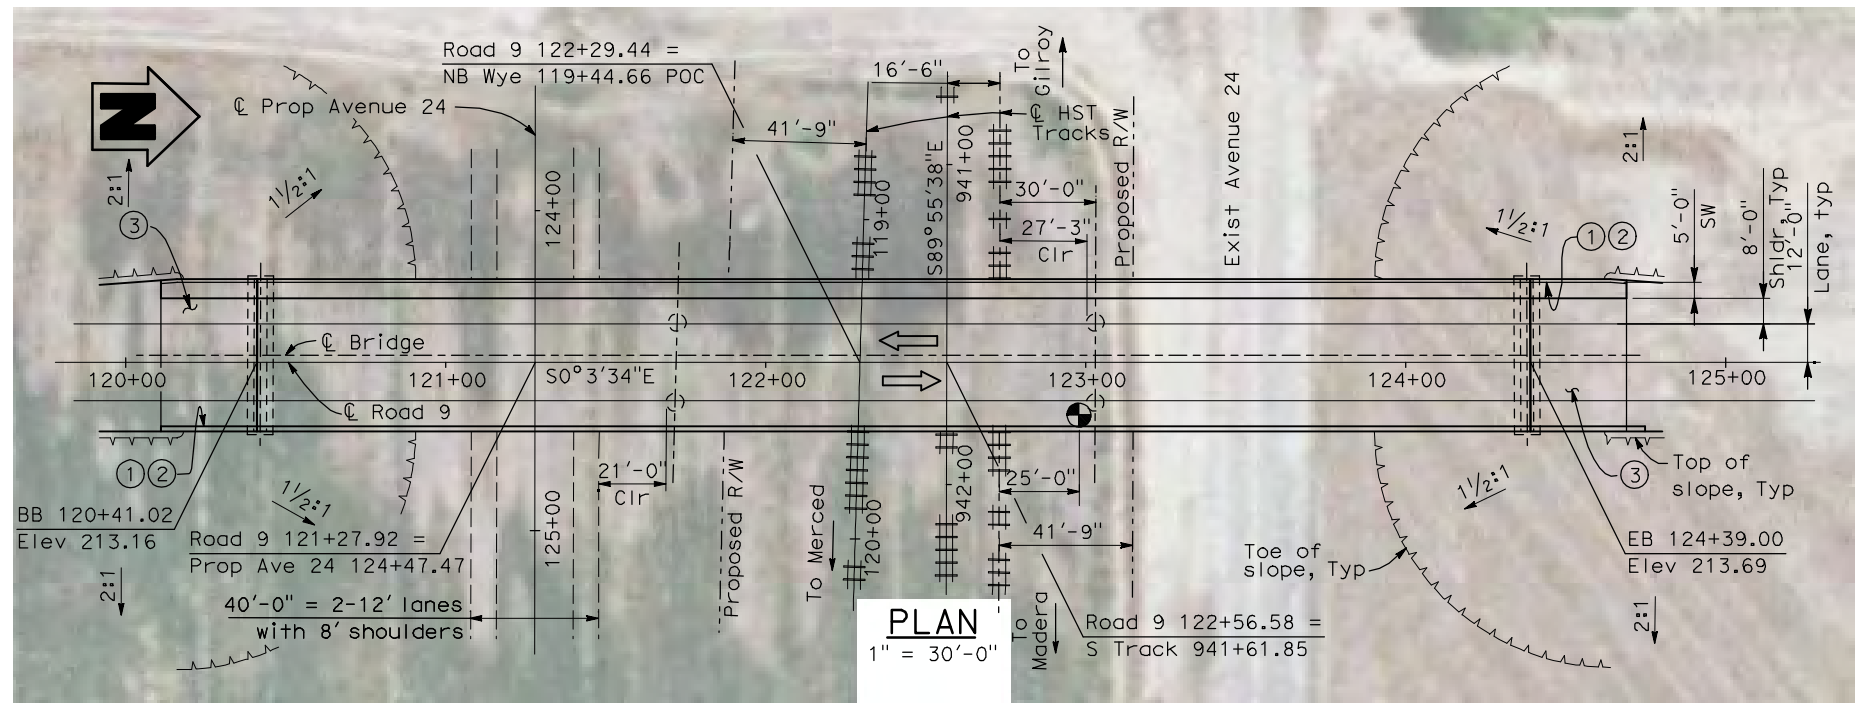 Road 9 122+29.44 =
NB Wye 119+44.66 POC
℄ Prop Avenue 24
N
2:1
1½:1
3
16'-6"
To Gilroy
41'-9"
℄ HST
Tracks
Proposed R/W
Exist Avenue 24
124+00
119+00
S89°55'38"E
941+00
30'-0"
27'-3"
Clr
2:1
1½:1
1 2
5'-0"
SW
8'-0"
Shldr, Typ
12'-0"
Lane, typ
℄ Bridge
120+00
121+00
S0°3'34"E
122+00
123+00
124+00
125+00
℄ Road 9
1 2
1½:1
BB 120+41.02
Elev 213.16
Road 9 121+27.92 =
Prop Ave 24 124+47.47
2:1
40'-0" = 2-12' lanes
with 8' shoulders
125+00
21'-0"
Clr
Proposed R/W
To Merced
120+00
942+00
25'-0"
41'-9"
PLAN
1" = 30'-0"
To
Madera
Road 9 122+56.58 =
S Track 941+61.85
Toe of
slope, Typ
1½:1
3
Top of
slope, Typ
EB 124+39.00
Elev 213.69
2:1